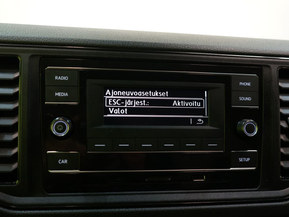 RADIO
MEDIA
CAR
Ajoneuvoasetukset
ESC-järjest.: Aktivoitu
Valot
PHONE
SOUND
SETUP